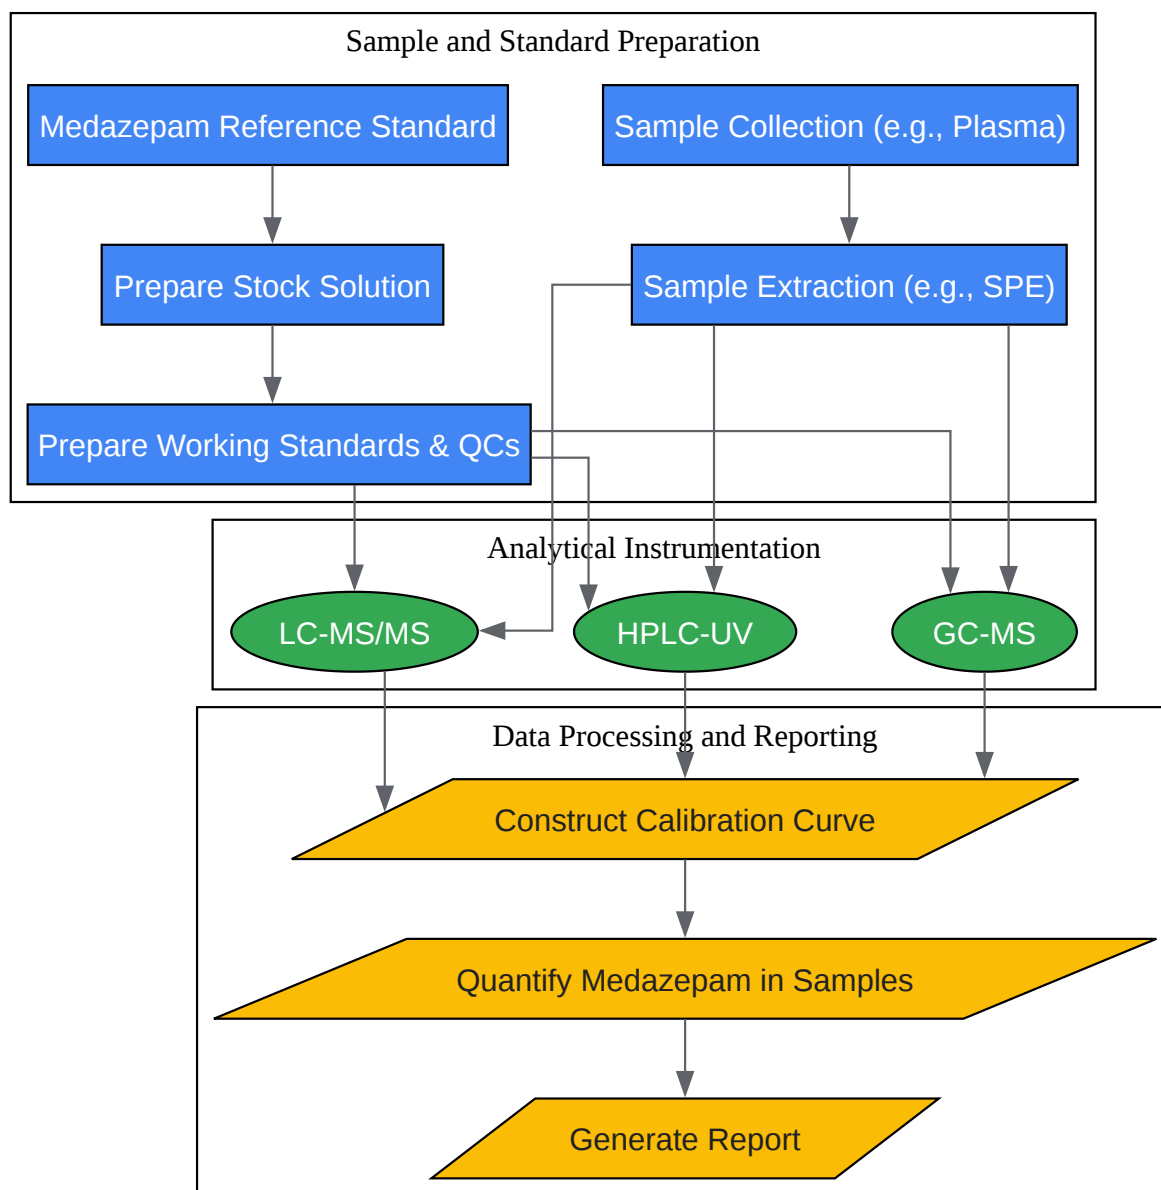 Sample and Standard Preparation
Medazepam Reference Standard
Sample Collection (e.g., Plasma)
Prepare Stock Solution
Sample Extraction (e.g., SPE)
Prepare Working Standards & QCs
Analytical Instrumentation
LC-MS/MS
HPLC-UV
GC-MS
Data Processing and Reporting
Construct Calibration Curve
Quantify Medazepam in Samples
Generate Report